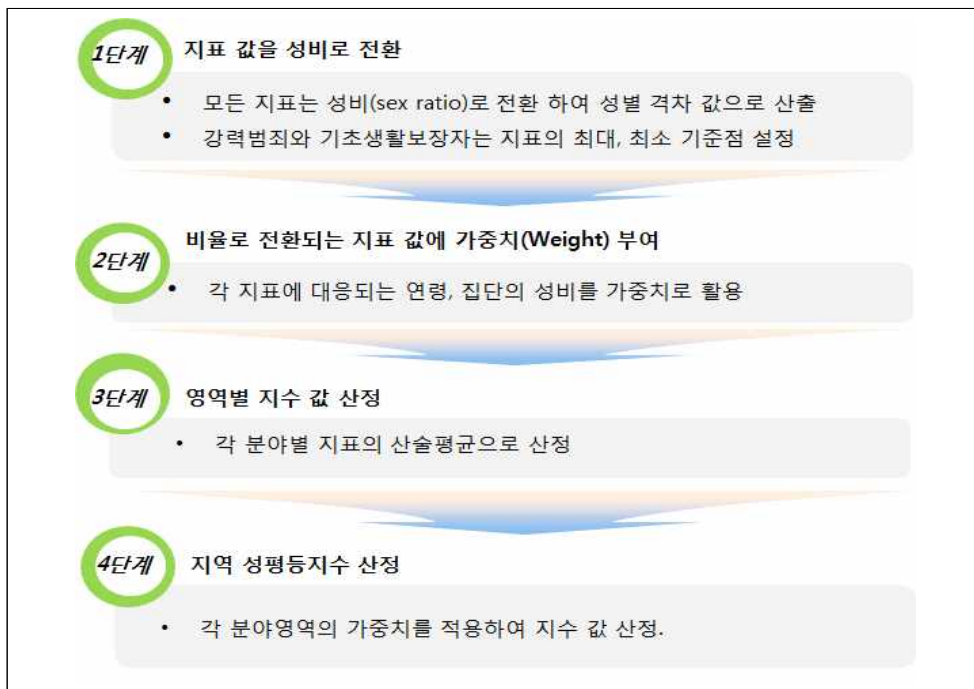 1단계
지표 값을 성비로 전환
• 모든 지표는 성비(sex ratio)로 전환 하여 성별 격차 값으로 산출
• 강력범죄와 기초생활보장자는 지표의 최대, 최소 기준점 설정
2단계
비율로 전환되는 지표 값에 가중치(Weight) 부여
• 각 지표에 대응되는 연령, 집단의 성비를 가중치로 활용
3단계
영역별 지수 값 산정
• 각 분야별 지표의 산술평균으로 산정
4단계
지역 성평등지수 산정
• 각 분야영역의 가중치를 적용하여 지수 값 산정.